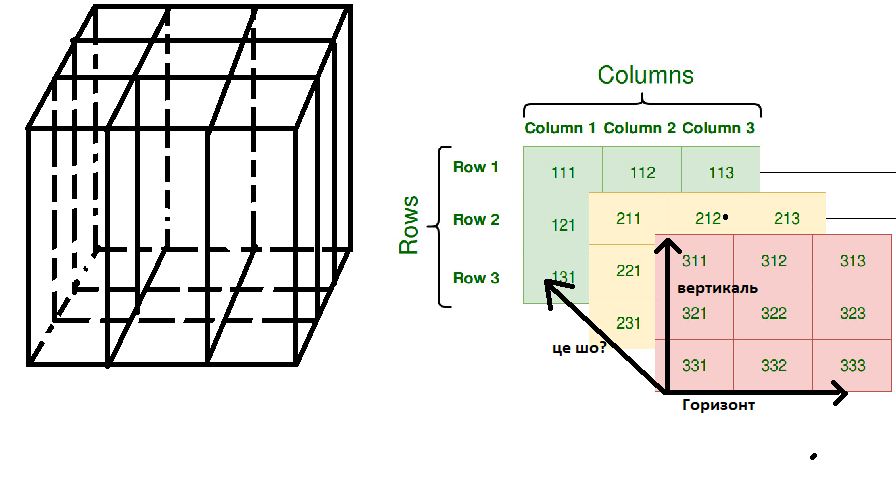 Columns
Column 1 Column 2 Column 3
Rows
Row 1
Row 2
Row 3
111 112 113
121
131
211 212 213
221
231
311 312 313
321 322 323
331 332 333
вертикаль
це шо?
Горизонт